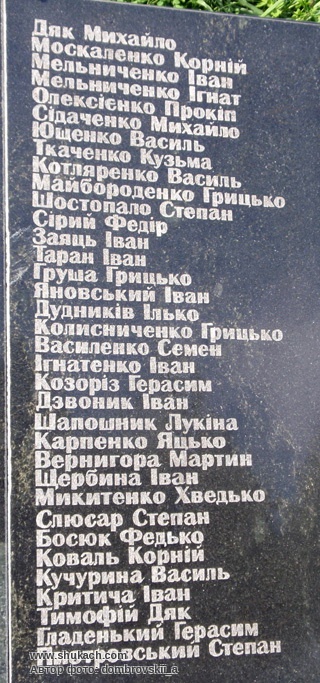 Дяк Михайло
Москаленко Корній
Мельниченко Іван
Мельниченко Ігнат
Олексієнко Прокіп
Сідаченко Михайло
Ющенко Василь
Ткаченко Кузьма
Котляренко Василь
Майбороденко Грицько
Шостопало Степан
Сірий Федір
Заяць Іван
Таран Іван
Груша Грицько
Яновський Іван
Дудників Ілько
Колисниченко Грицько
Василенко Семен
Ігнатенко Іван
Козоріз Герасим
Дзвоник Іван
Шапошник Лукіна
Карпенко Яцько
Вернигора Мартин
Щербина Іван
Микитенко Хведько
Слюсар Степан
Босюк Федько
Коваль Корній
Кучурина Василь
Критича Іван
Тимофій Дяк
Гладенький Герасим
Степан
www.shukach.com
Автор фото: dombrovskii_a